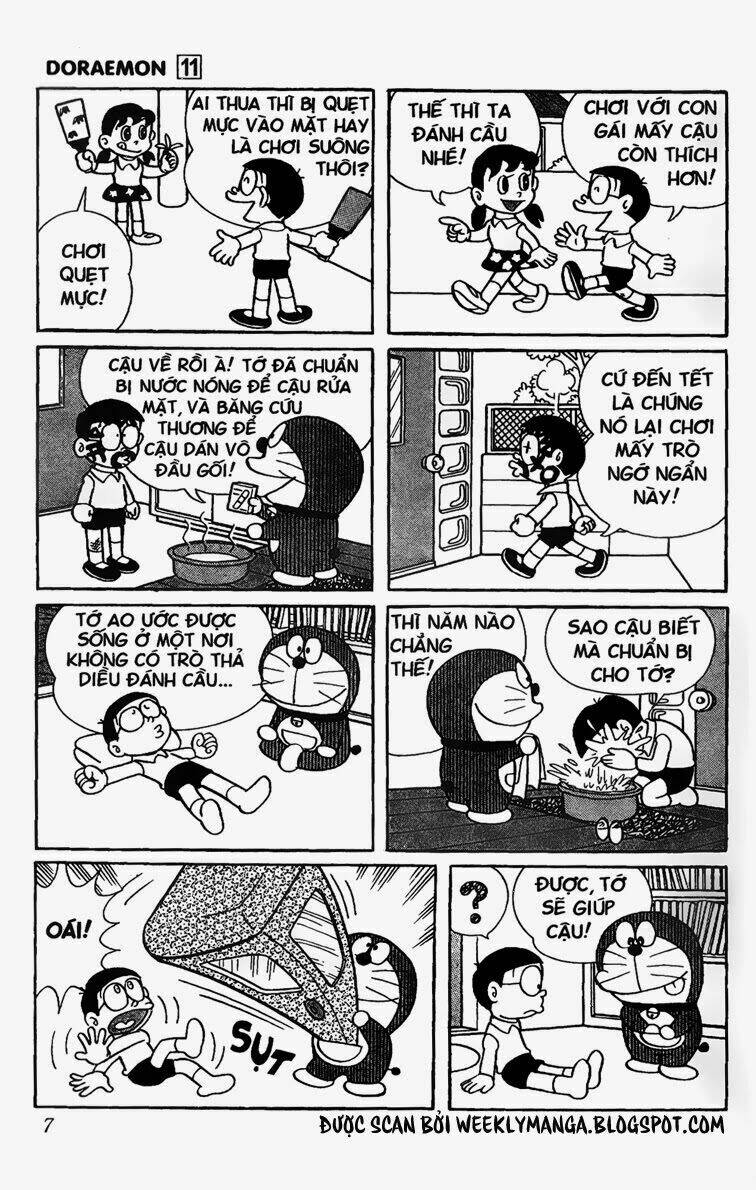 DORAEMON 11
CHƠI VỚI CON
GÁI MẤY CẬU
CÒN THÍCH
HƠN!
THẾ THÌ TA
ĐÁNH CẦU
NHÉ!
AI THUA THÌ BỊ QUẸT
MỰC VÀO MẶT HAY
LÀ CHƠI SUÔNG
THÔI?
CHƠI
QUẸT
MỰC!
CỨ ĐẾN TẾT
LÀ CHÚNG
NÓ LẠI CHƠI
MẤY TRÒ
NGỚ NGẨN
NÀY!
CẬU VỀ RỒI À! TỚ ĐÃ CHUẨN
BỊ NƯỚC NÓNG ĐỂ CẬU RỬA
MẶT, VÀ BĂNG CỨU
THƯƠNG ĐỂ
CẬU DÁN VÔ
ĐẦU GỐI!
SAO CẬU BIẾT
MÀ CHUẨN BỊ
CHO TỚ?
THÌ NĂM NÀO
CHẲNG
THẾ!
TỚ AO ƯỚC ĐƯỢC
SỐNG Ở MỘT NƠI
KHÔNG CÓ TRÒ THẢ
DIỀU ĐÁNH CẦU...
ĐƯỢC, TỚ
SẼ GIÚP
CẬU!
?
OÁI!
SỤT
7
ĐƯỢC SCAN BỞI WEEKLYMANGA.BLOGSPOT.COM